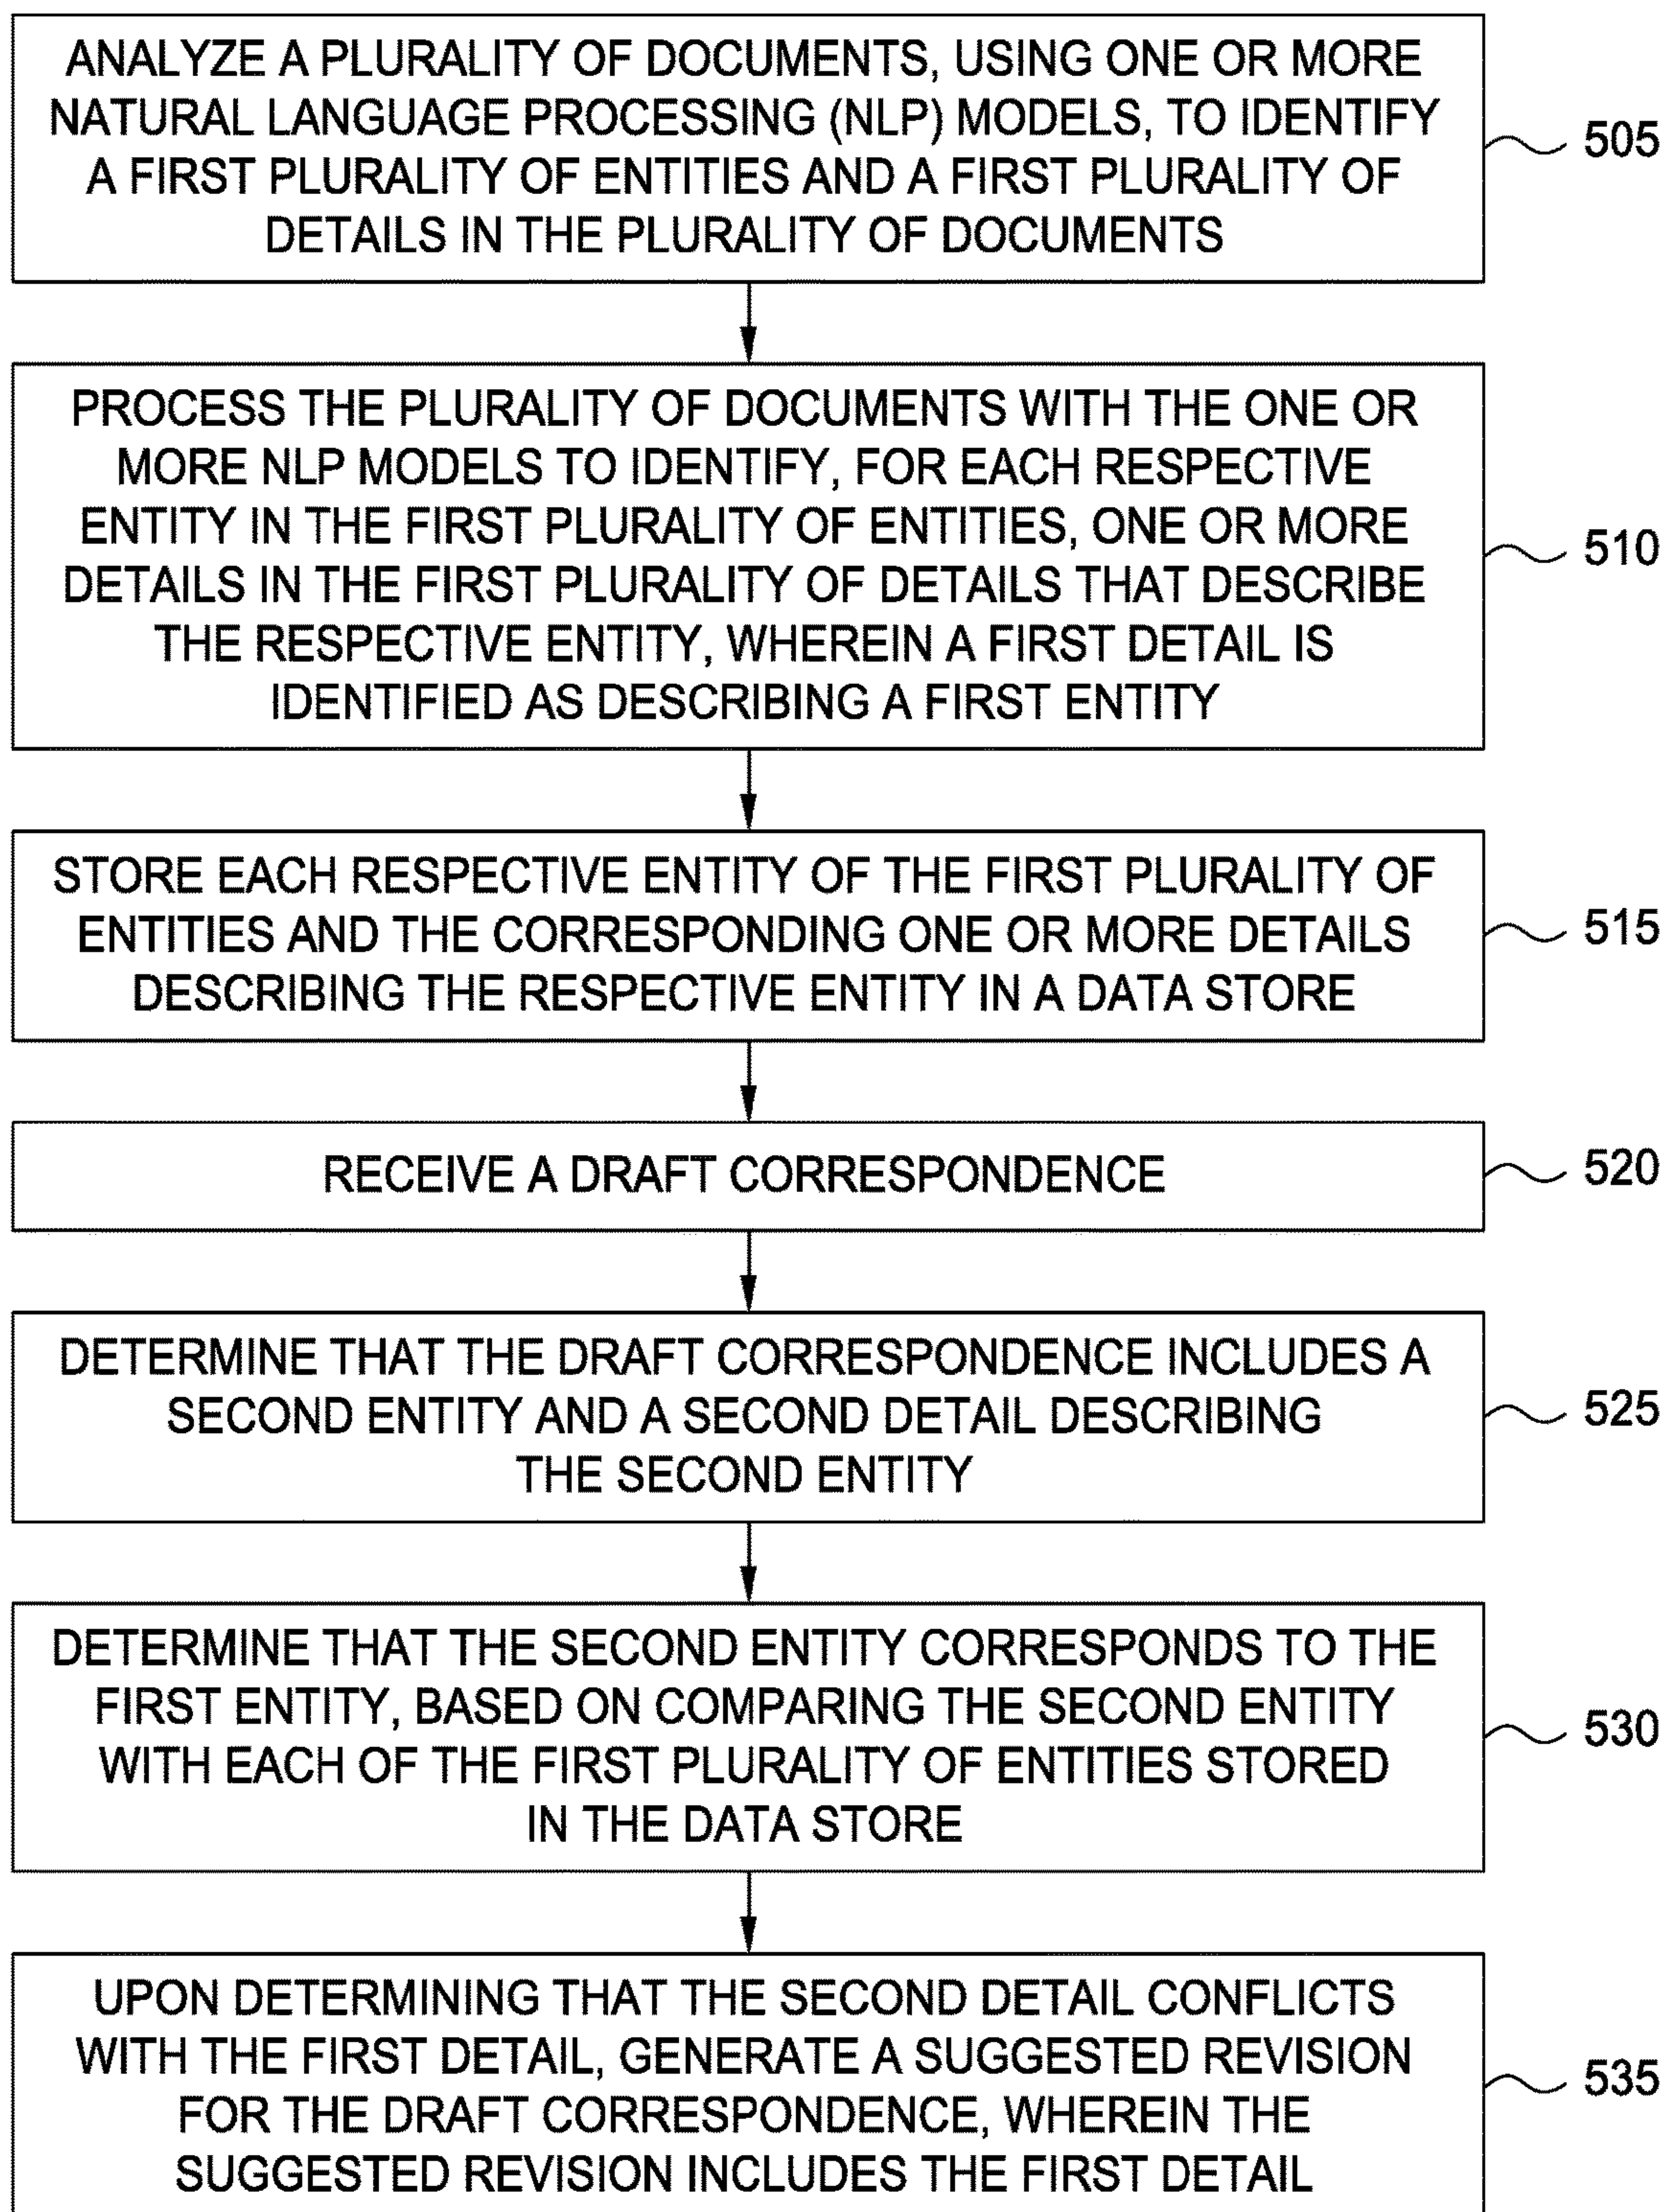 ANALYZE A PLURALITY OF DOCUMENTS, USING ONE OR MORE
NATURAL LANGUAGE PROCESSING (NLP) MODELS, TO IDENTIFY
A FIRST PLURALITY OF ENTITIES AND A FIRST PLURALITY OF
DETAILS IN THE PLURALITY OF DOCUMENTS
505
PROCESS THE PLURALITY OF DOCUMENTS WITH THE ONE OR
MORE NLP MODELS TO IDENTIFY, FOR EACH RESPECTIVE
ENTITY IN THE FIRST PLURALITY OF ENTITIES, ONE OR MORE
DETAILS IN THE FIRST PLURALITY OF DETAILS THAT DESCRIBE
THE RESPECTIVE ENTITY, WHEREIN A FIRST DETAIL IS
IDENTIFIED AS DESCRIBING A FIRST ENTITY
510
STORE EACH RESPECTIVE ENTITY OF THE FIRST PLURALITY OF
ENTITIES AND THE CORRESPONDING ONE OR MORE DETAILS
DESCRIBING THE RESPECTIVE ENTITY IN A DATA STORE
515
RECEIVE A DRAFT CORRESPONDENCE
520
DETERMINE THAT THE DRAFT CORRESPONDENCE INCLUDES A
SECOND ENTITY AND A SECOND DETAIL DESCRIBING
THE SECOND ENTITY
525
DETERMINE THAT THE SECOND ENTITY CORRESPONDS TO THE
FIRST ENTITY, BASED ON COMPARING THE SECOND ENTITY
WITH EACH OF THE FIRST PLURALITY OF ENTITIES STORED
IN THE DATA STORE
530
UPON DETERMINING THAT THE SECOND DETAIL CONFLICTS
WITH THE FIRST DETAIL, GENERATE A SUGGESTED REVISION
FOR THE DRAFT CORRESPONDENCE, WHEREIN THE
SUGGESTED REVISION INCLUDES THE FIRST DETAIL
535